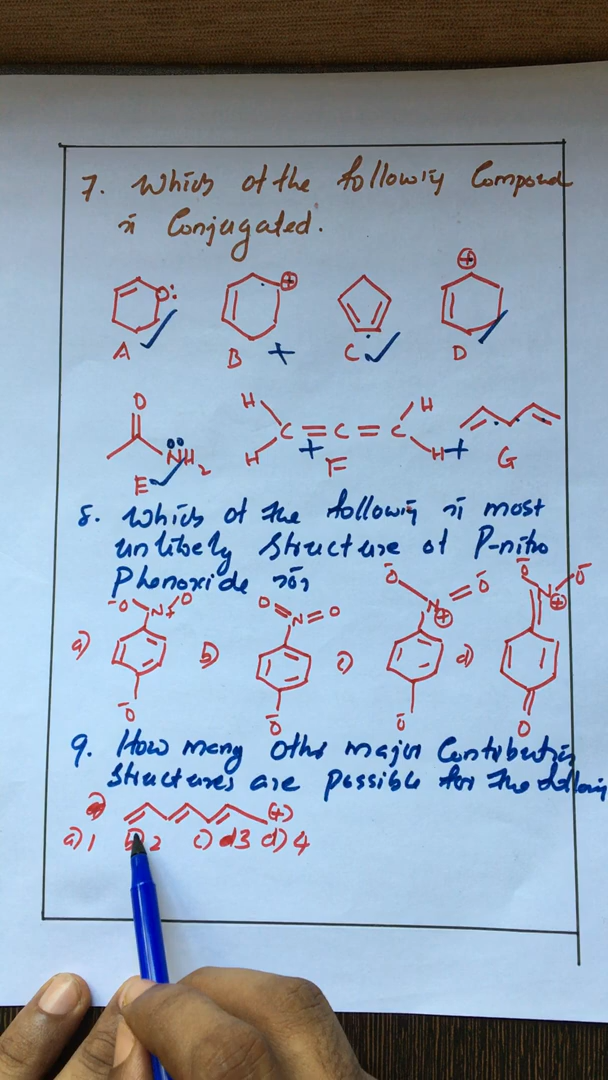 7. Which of the following Compound
is Conjugated.
O: + +
A B C D
O H H
C = C = C
NH2 H H
E F G
8. Which of the following is most
unlikely structure of P-nitro
Phenoxide ion
a) b) c) d)
9. How many other major Contributing
structures are possible for the following
(+)
a) 1 b) 2 c) 3 d) 4